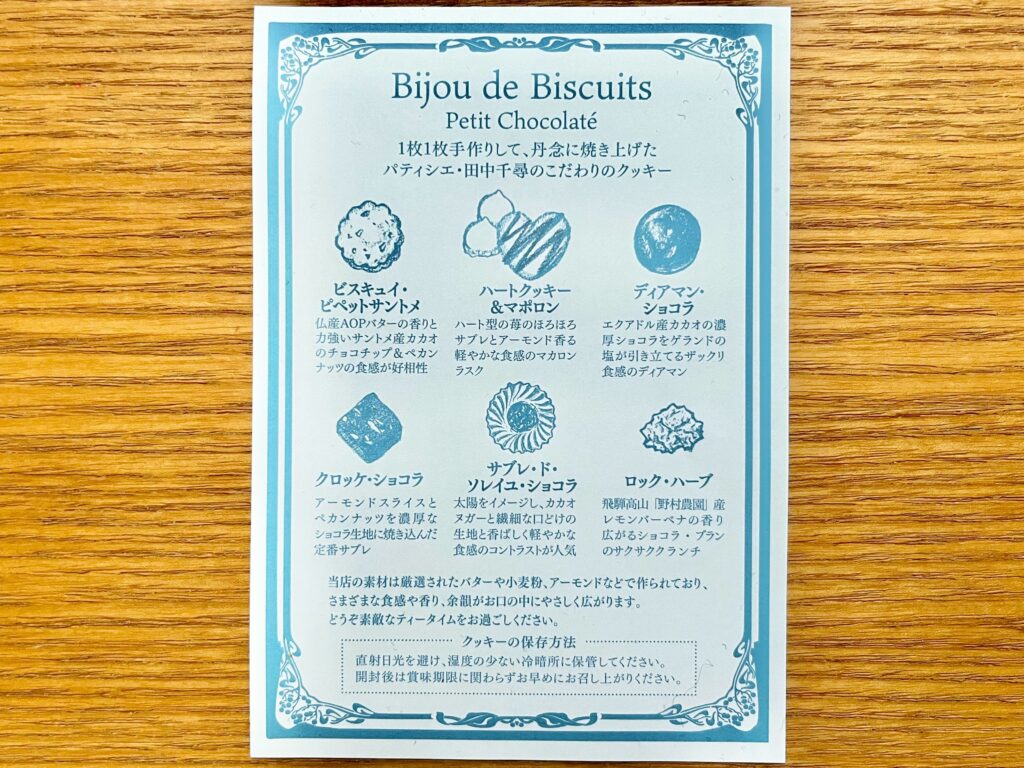 Bijou de Biscuits
Petit Chocolaté
1枚1枚手作りして、丹念に焼き上げた
パティシエ・田中千尋のこだわりのクッキー
ビスキュイ・
ピペットサントメ
仏産AOPバターの香りと
力強いサントメ産カカオ
のチョコチップ&ペカン
ナッツの食感が好相性
ハートクッキー
&マポロン
ハート型の苺のほろほろ
サブレとアーモンド香る
軽やかな食感のマカロン
ラスク
ディアマン・
ショコラ
エクアドル産カカオの濃
厚ショコラをゲランドの
塩が引き立てるザックリ
食感のディアマン
クロッケ・ショコラ
アーモンドスライスと
ペカンナッツを濃厚な
ショコラ生地に焼き込んだ
定番サブレ
サブレ・ド・
ソレイユ・ショコラ
太陽をイメージし、カカオ
ヌガーと繊細な口どけの
生地と香ばしく軽やかな
食感のコントラストが人気
ロック・ハーブ
飛騨高山「野村農園」産
レモンバーベナの香り
広がるショコラ・ブラン
のサクサククランチ
当店の素材は厳選されたバターや小麦粉、アーモンドなどで作られており、
さまざまな食感や香り、余韻がお口の中にやさしく広がります。
どうぞ素敵なティータイムをお過ごしください。
クッキーの保存方法
直射日光を避け、湿度の少ない冷暗所に保管してください。
開封後は賞味期限に関わらずお早めにお召し上がりください。